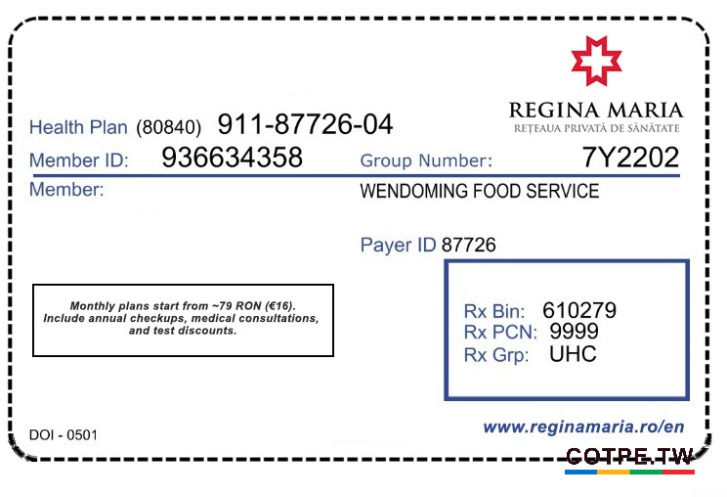 REGINA MARIA
REȚEAUA PRIVATĂ DE SĂNĂTATE
Health Plan (80840) 911-87726-04
Member ID: 936634358 Group Number: 7Y2202
Member: WENDOMING FOOD SERVICE
Payer ID 87726
Monthly plans start from ~79 RON (€16).
Include annual checkups, medical consultations,
and test discounts.
Rx Bin: 610279
Rx PCN: 9999
Rx Grp: UHC
DOI - 0501
www.reginamaria.ro/en
COTPE.TW